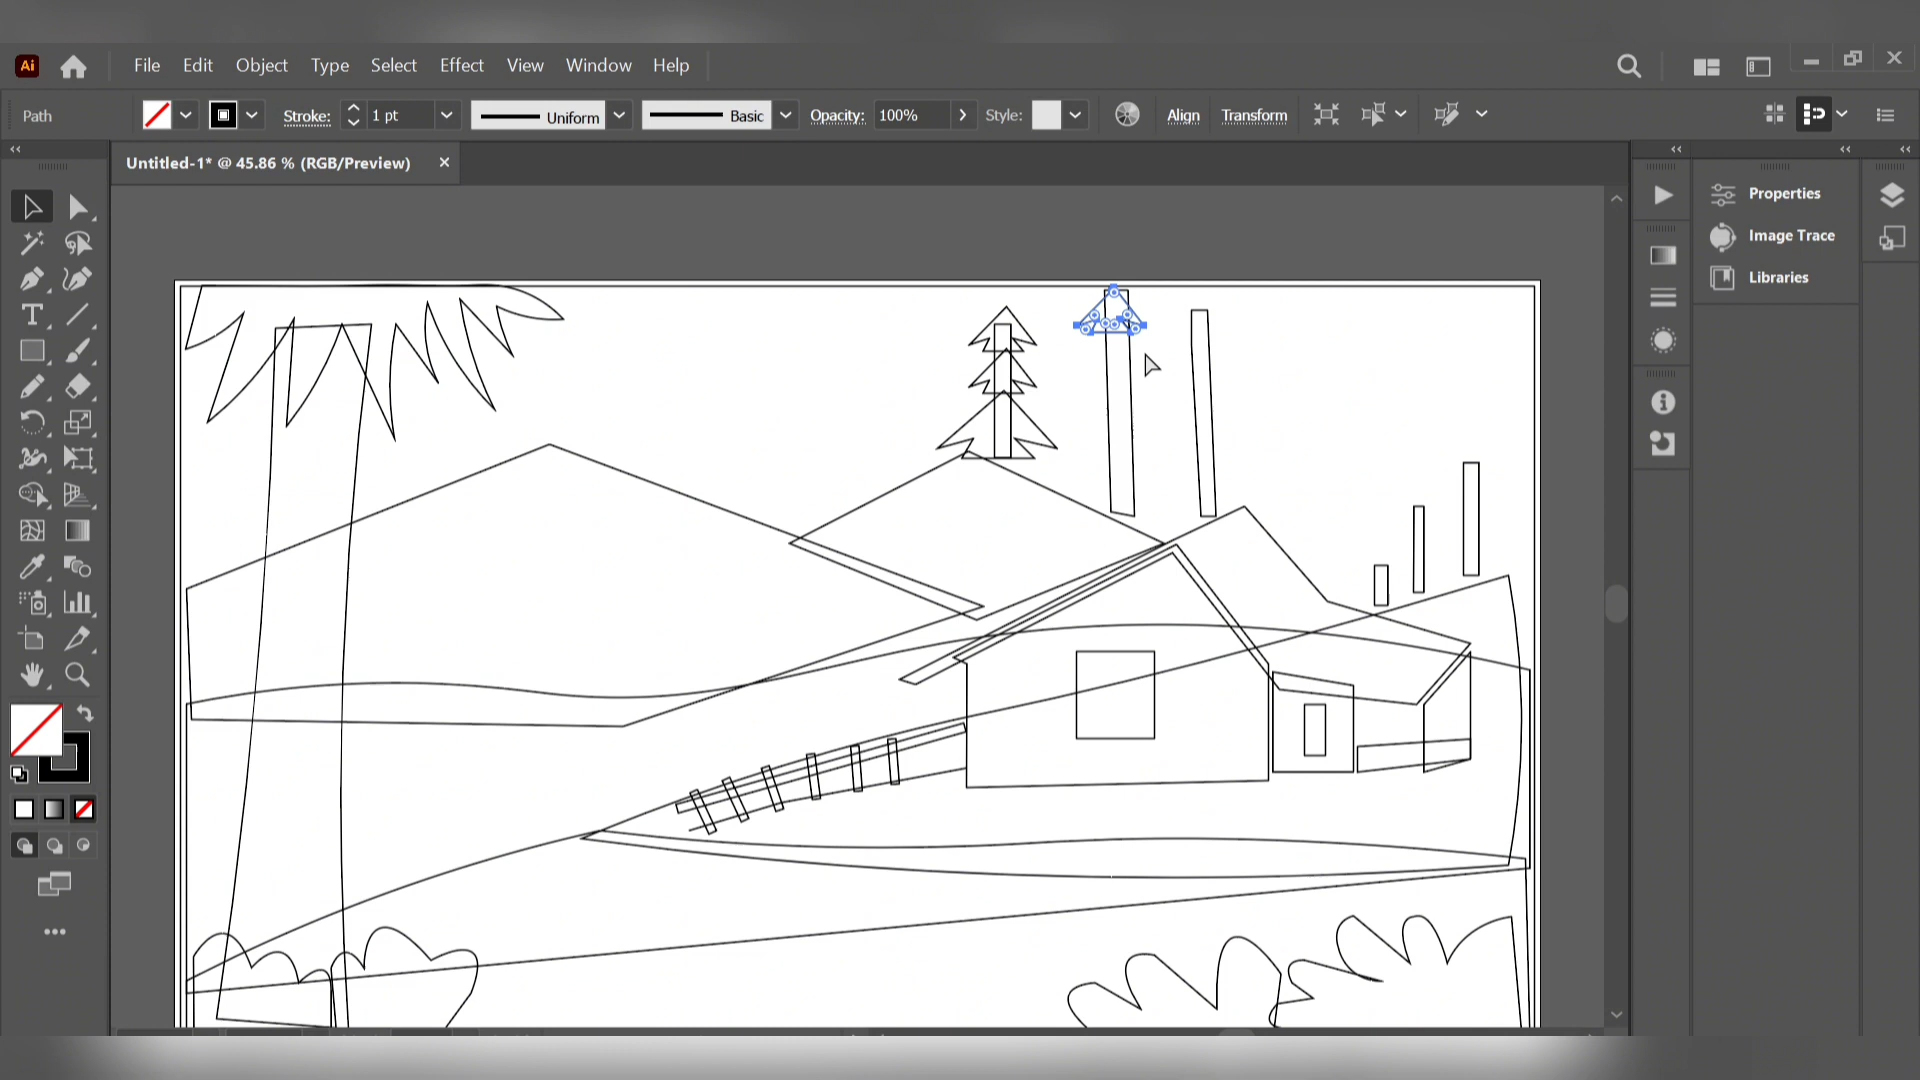 Ai File Edit Object Type Select Effect View Window Help
Path Stroke: 1 pt Uniform Basic Opacity: 100% Style: Align Transform
Untitled-1* @ 45.86 % (RGB/Preview)
Properties
Image Trace
Libraries